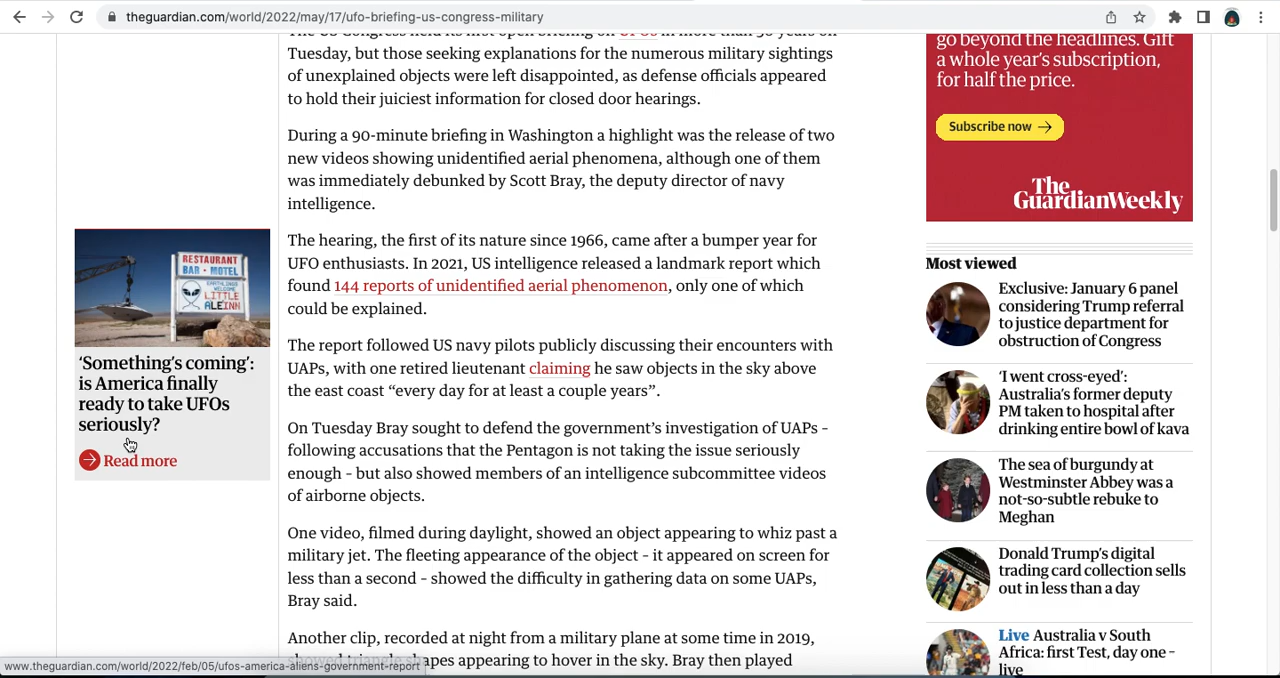 theguardian.com/world/2022/may/17/ufo-briefing-us-congress-military
Tuesday, but those seeking explanations for the numerous military sightings
of unexplained objects were left disappointed, as defense officials appeared
to hold their juiciest information for closed door hearings.
During a 90-minute briefing in Washington a highlight was the release of two
new videos showing unidentified aerial phenomena, although one of them
was immediately debunked by Scott Bray, the deputy director of navy
intelligence.
The hearing, the first of its nature since 1966, came after a bumper year for
UFO enthusiasts. In 2021, US intelligence released a landmark report which
found 144 reports of unidentified aerial phenomenon, only one of which
could be explained.
The report followed US navy pilots publicly discussing their encounters with
UAPs, with one retired lieutenant claiming he saw objects in the sky above
the east coast “every day for at least a couple years”.
On Tuesday Bray sought to defend the government’s investigation of UAPs –
following accusations that the Pentagon is not taking the issue seriously
enough – but also showed members of an intelligence subcommittee videos
of airborne objects.
One video, filmed during daylight, showed an object appearing to whiz past a
military jet. The fleeting appearance of the object – it appeared on screen for
less than a second – showed the difficulty in gathering data on some UAPs,
Bray said.
Another clip, recorded at night from a military plane at some time in 2019,
showed triangle shapes appearing to hover in the sky. Bray then played
RESTAURANT
BAR • MOTEL
EARTHLINGS
WELCOME
LITTLE
A'LE'INN
‘Something’s coming’:
is America finally
ready to take UFOs
seriously?
Read more
go beyond the headlines. Gift
a whole year’s subscription,
for half the price.
Subscribe now
The
Guardian Weekly
Most viewed
Exclusive: January 6 panel
considering Trump referral
to justice department for
obstruction of Congress
‘I went cross-eyed’:
Australia’s former deputy
PM taken to hospital after
drinking entire bowl of kava
The sea of burgundy at
Westminster Abbey was a
not-so-subtle rebuke to
Meghan
Donald Trump’s digital
trading card collection sells
out in less than a day
Live Australia v South
Africa: first Test, day one –
live
www.theguardian.com/world/2022/feb/05/ufos-america-aliens-government-report